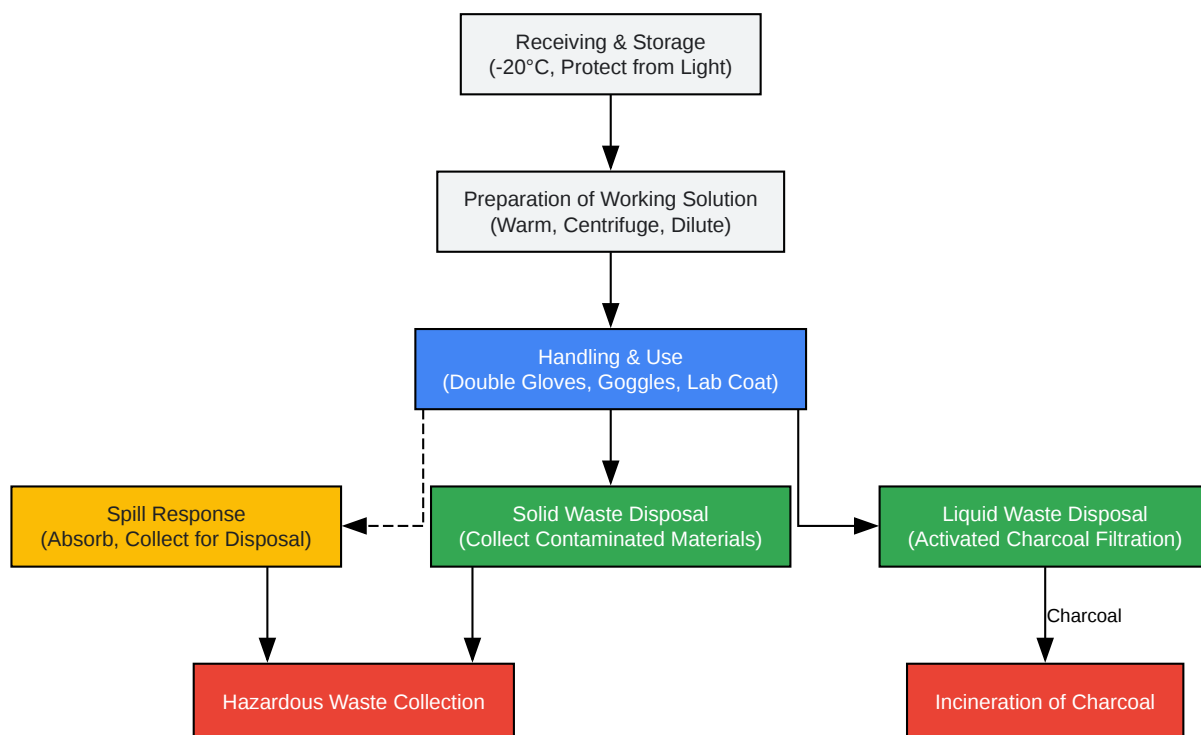 Receiving & Storage
(-20°C, Protect from Light)
Preparation of Working Solution
(Warm, Centrifuge, Dilute)
Handling & Use
(Double Gloves, Goggles, Lab Coat)
Spill Response
(Absorb, Collect for Disposal)
Solid Waste Disposal
(Collect Contaminated Materials)
Liquid Waste Disposal
(Activated Charcoal Filtration)
Charcoal
Hazardous Waste Collection
Incineration of Charcoal